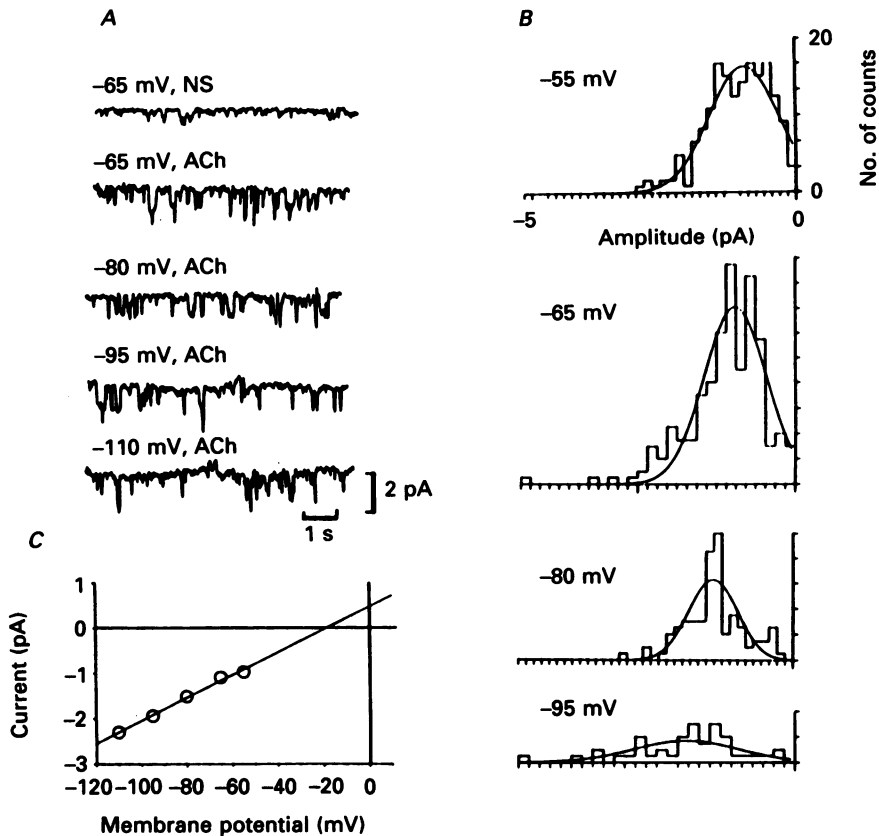 A
−65 mV, NS
−65 mV, ACh
−80 mV, ACh
−95 mV, ACh
−110 mV, ACh
2 pA
1 s
B
−55 mV
20
0
No. of counts
−5
0
Amplitude (pA)
−65 mV
−80 mV
−95 mV
C
1
0
−1
−2
−3
Current (pA)
−120 −100 −80 −60 −40 −20 0
Membrane potential (mV)